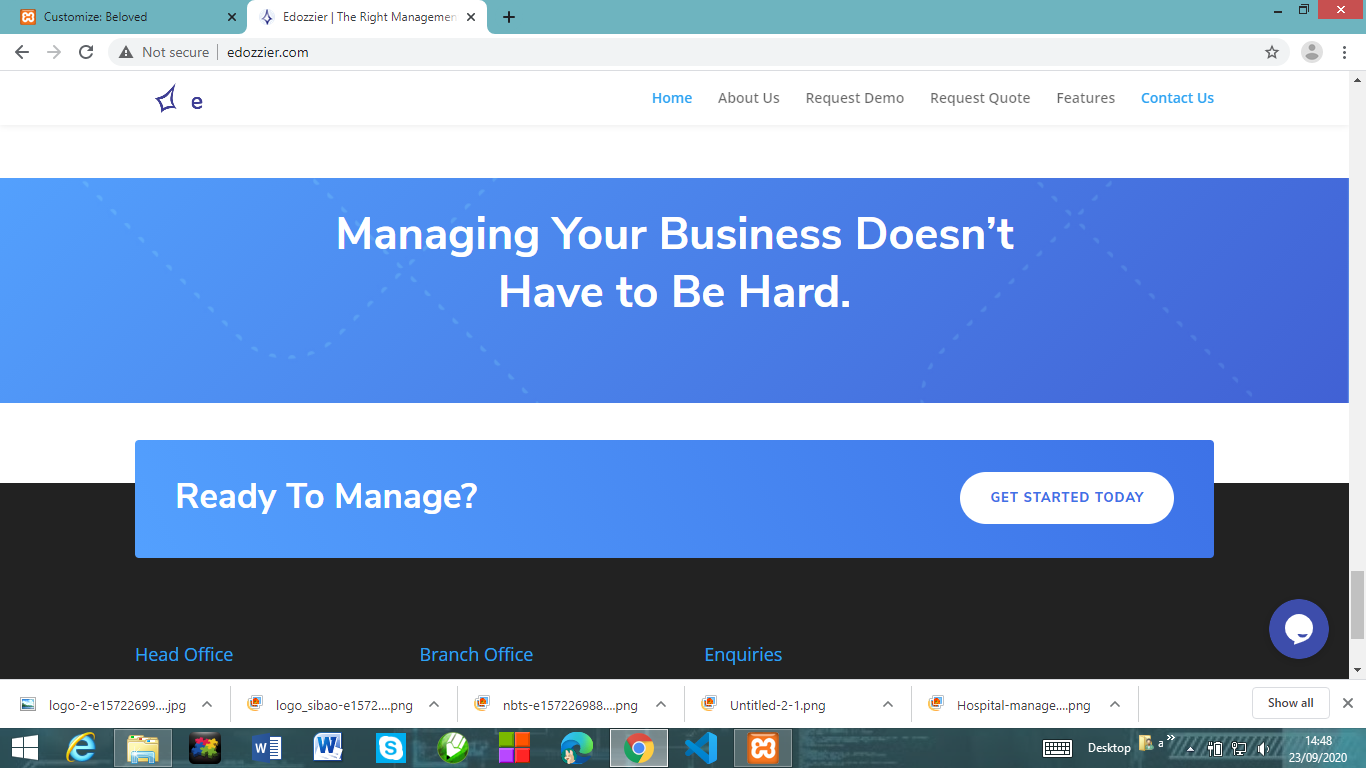 Customize: Beloved
Edozzier | The Right Managemen
Not secure
edozzier.com
e
Home
About Us
Request Demo
Request Quote
Features
Contact Us
Managing Your Business Doesn’t
Have to Be Hard.
Ready To Manage?
GET STARTED TODAY
Head Office
Branch Office
Enquiries
logo-2-e15722699....jpg
logo_sibao-e1572....png
nbts-e157226988....png
Untitled-2-1.png
Hospital-manage....png
Show all
Desktop
a
14:48
23/09/2020